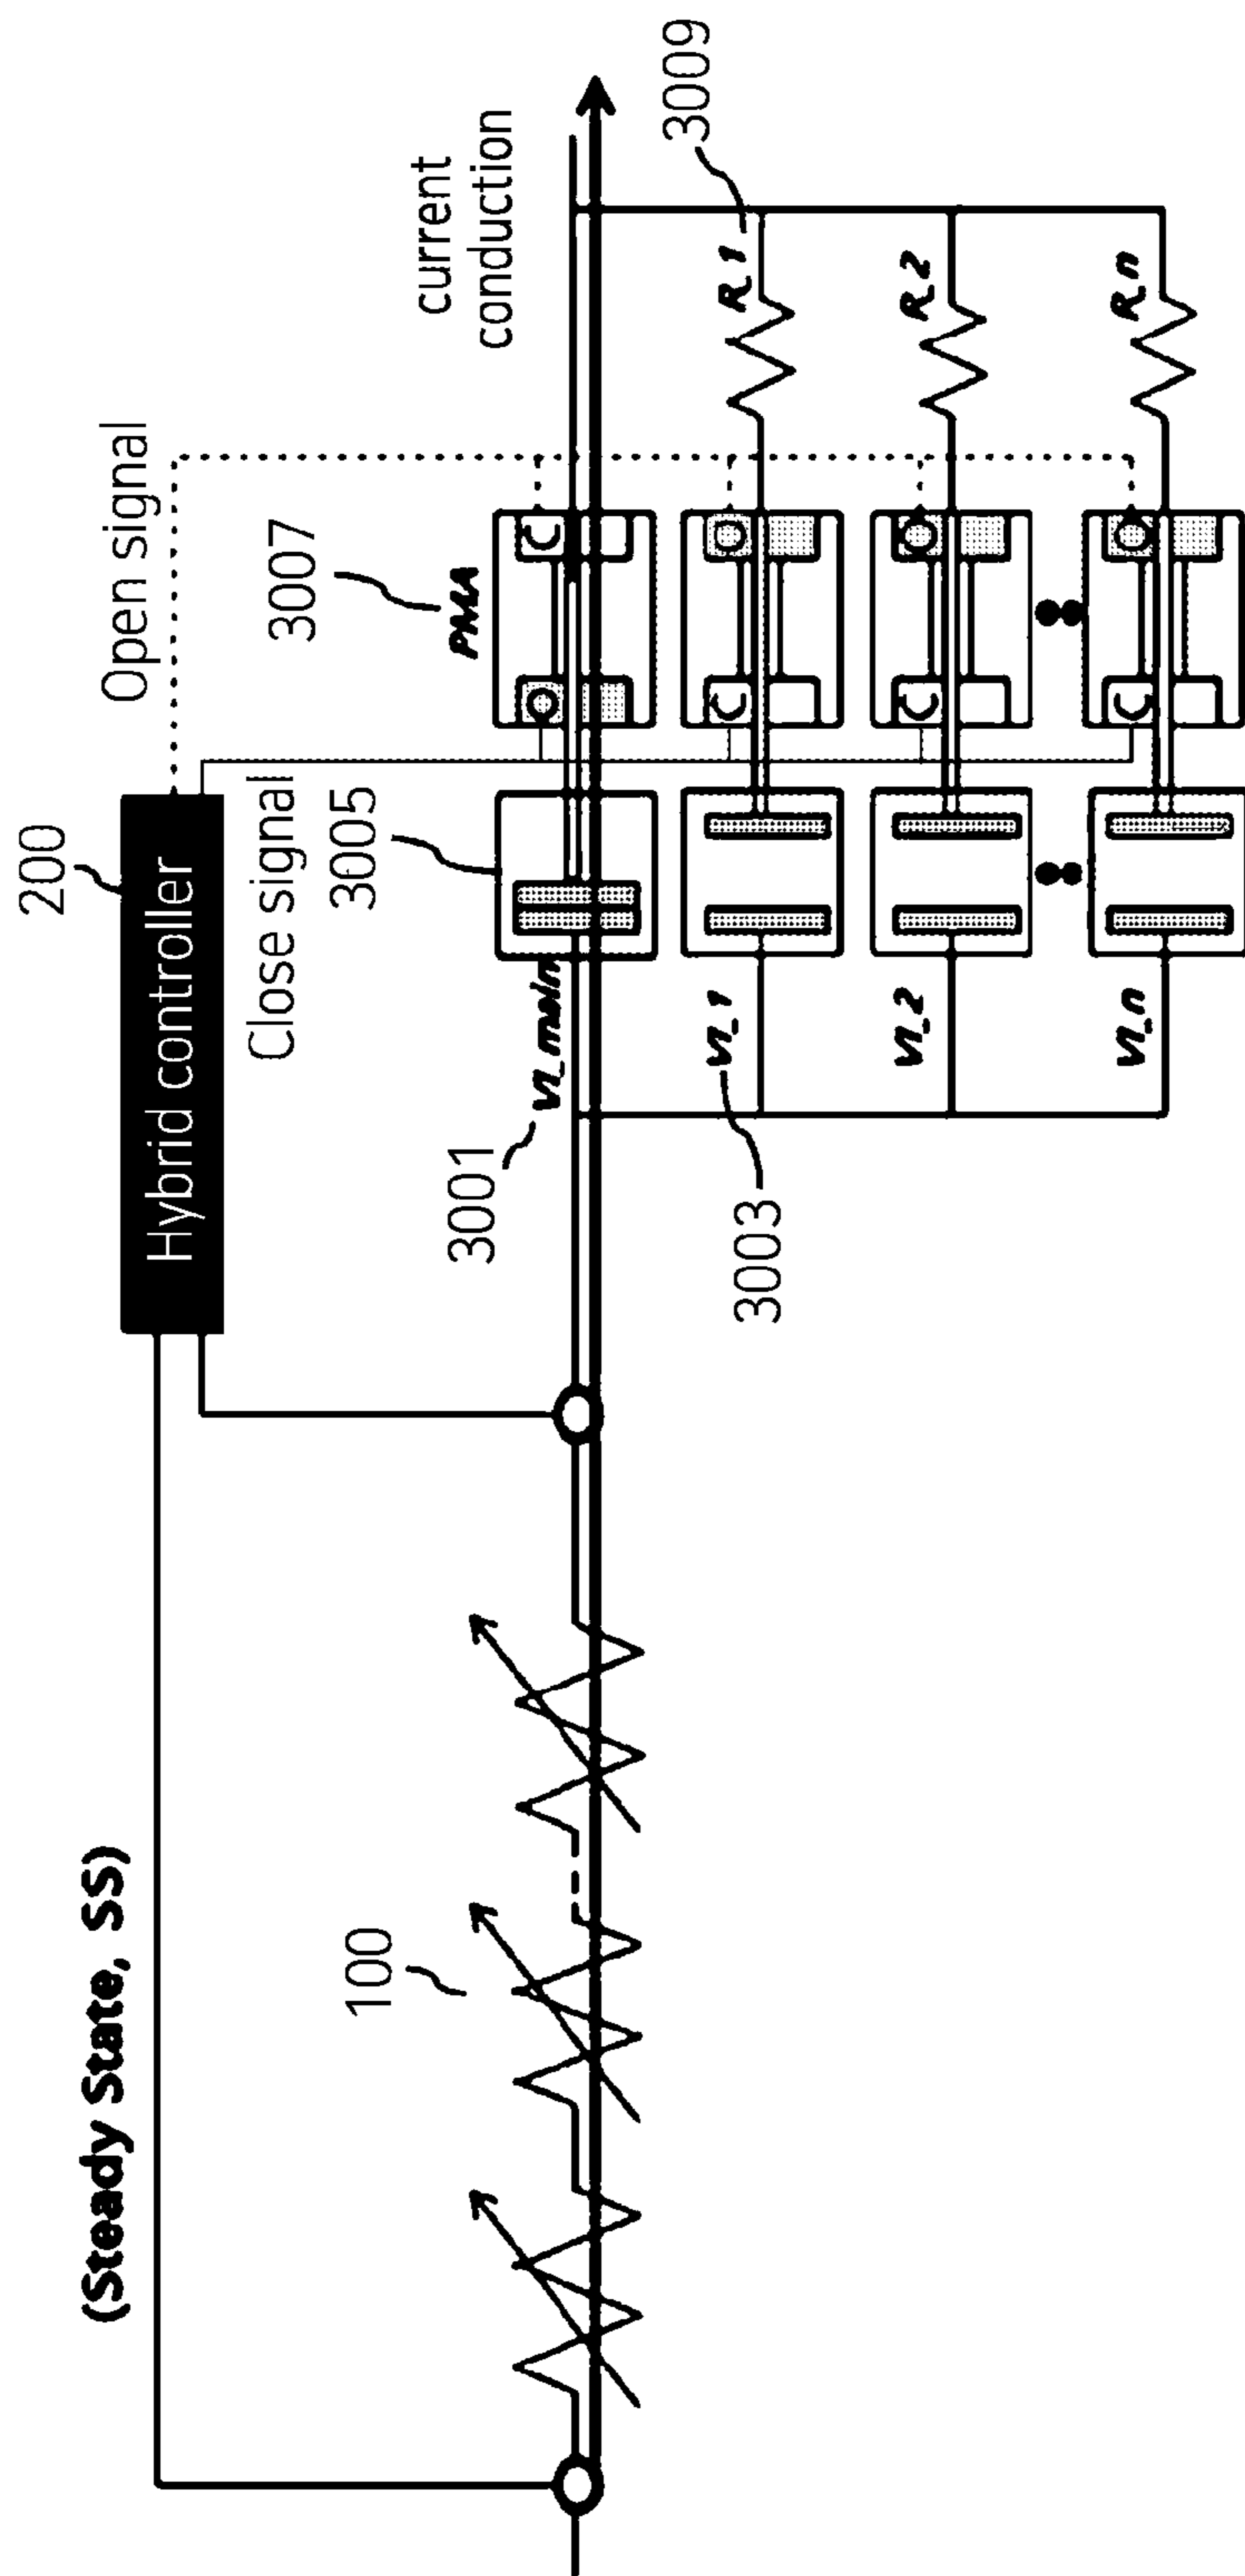 (Steady State, SS)
200
Hybrid controller
Open signal
Close signal
100
3001
VI_main
3005
3007
PMA
current
conduction
C
3003
VI_1
C
R_1
3009
VI_2
C
R_2
VI_n
C
R_n